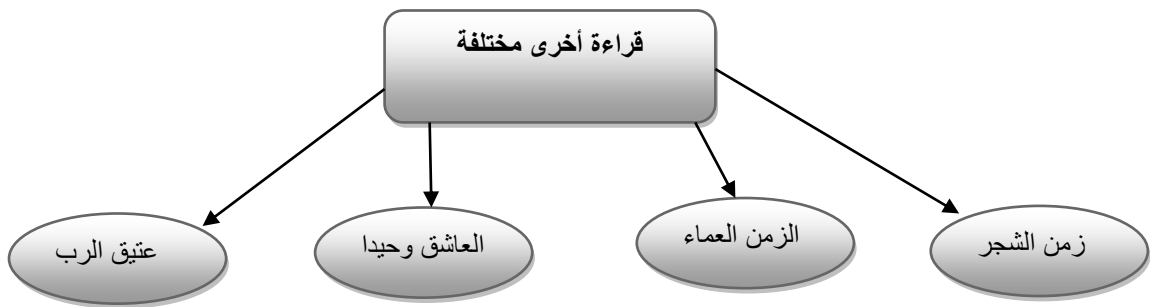 قراءة أخرى مختلفة
زمن الشجر
الزمن العماء
العاشق وحيدا
عتيق الرب